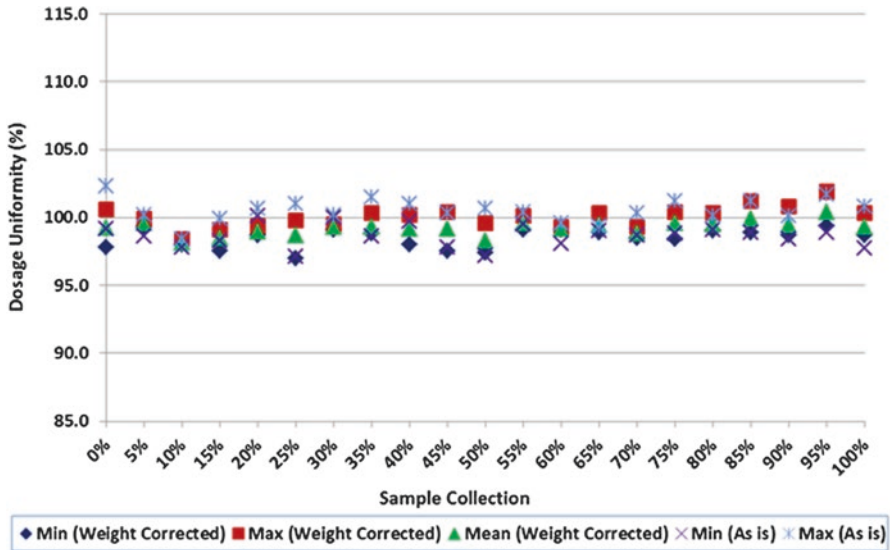 115.0
110.0
105.0
100.0
95.0
90.0
85.0
Dosage Uniformity (%)
0% 5% 10% 15% 20% 25% 30% 35% 40% 45% 50% 55% 60% 65% 70% 75% 80% 85% 90% 95% 100%
Sample Collection
Min (Weight Corrected) Max (Weight Corrected) Mean (Weight Corrected) Min (As is) Max (As is)